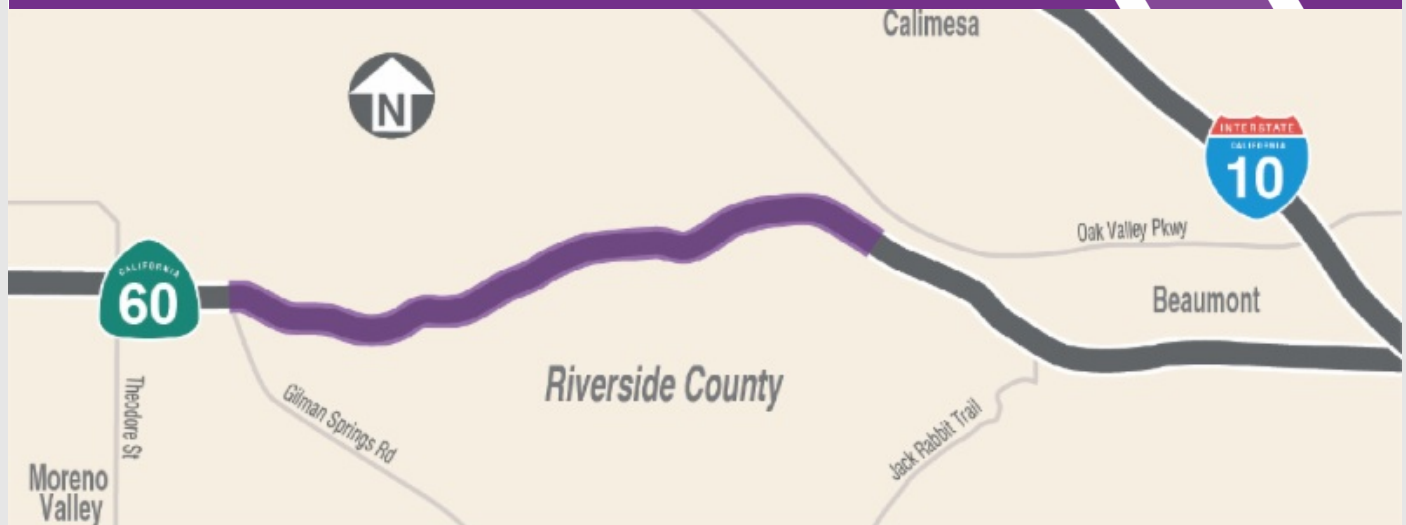 Calimesa
N
INTERSTATE
CALIFORNIA
10
Oak Valley Pkwy
CALIFORNIA
60
Beaumont
Riverside County
Theodore St
Gilman Springs Rd
Jack Rabbit Trail
Moreno
Valley